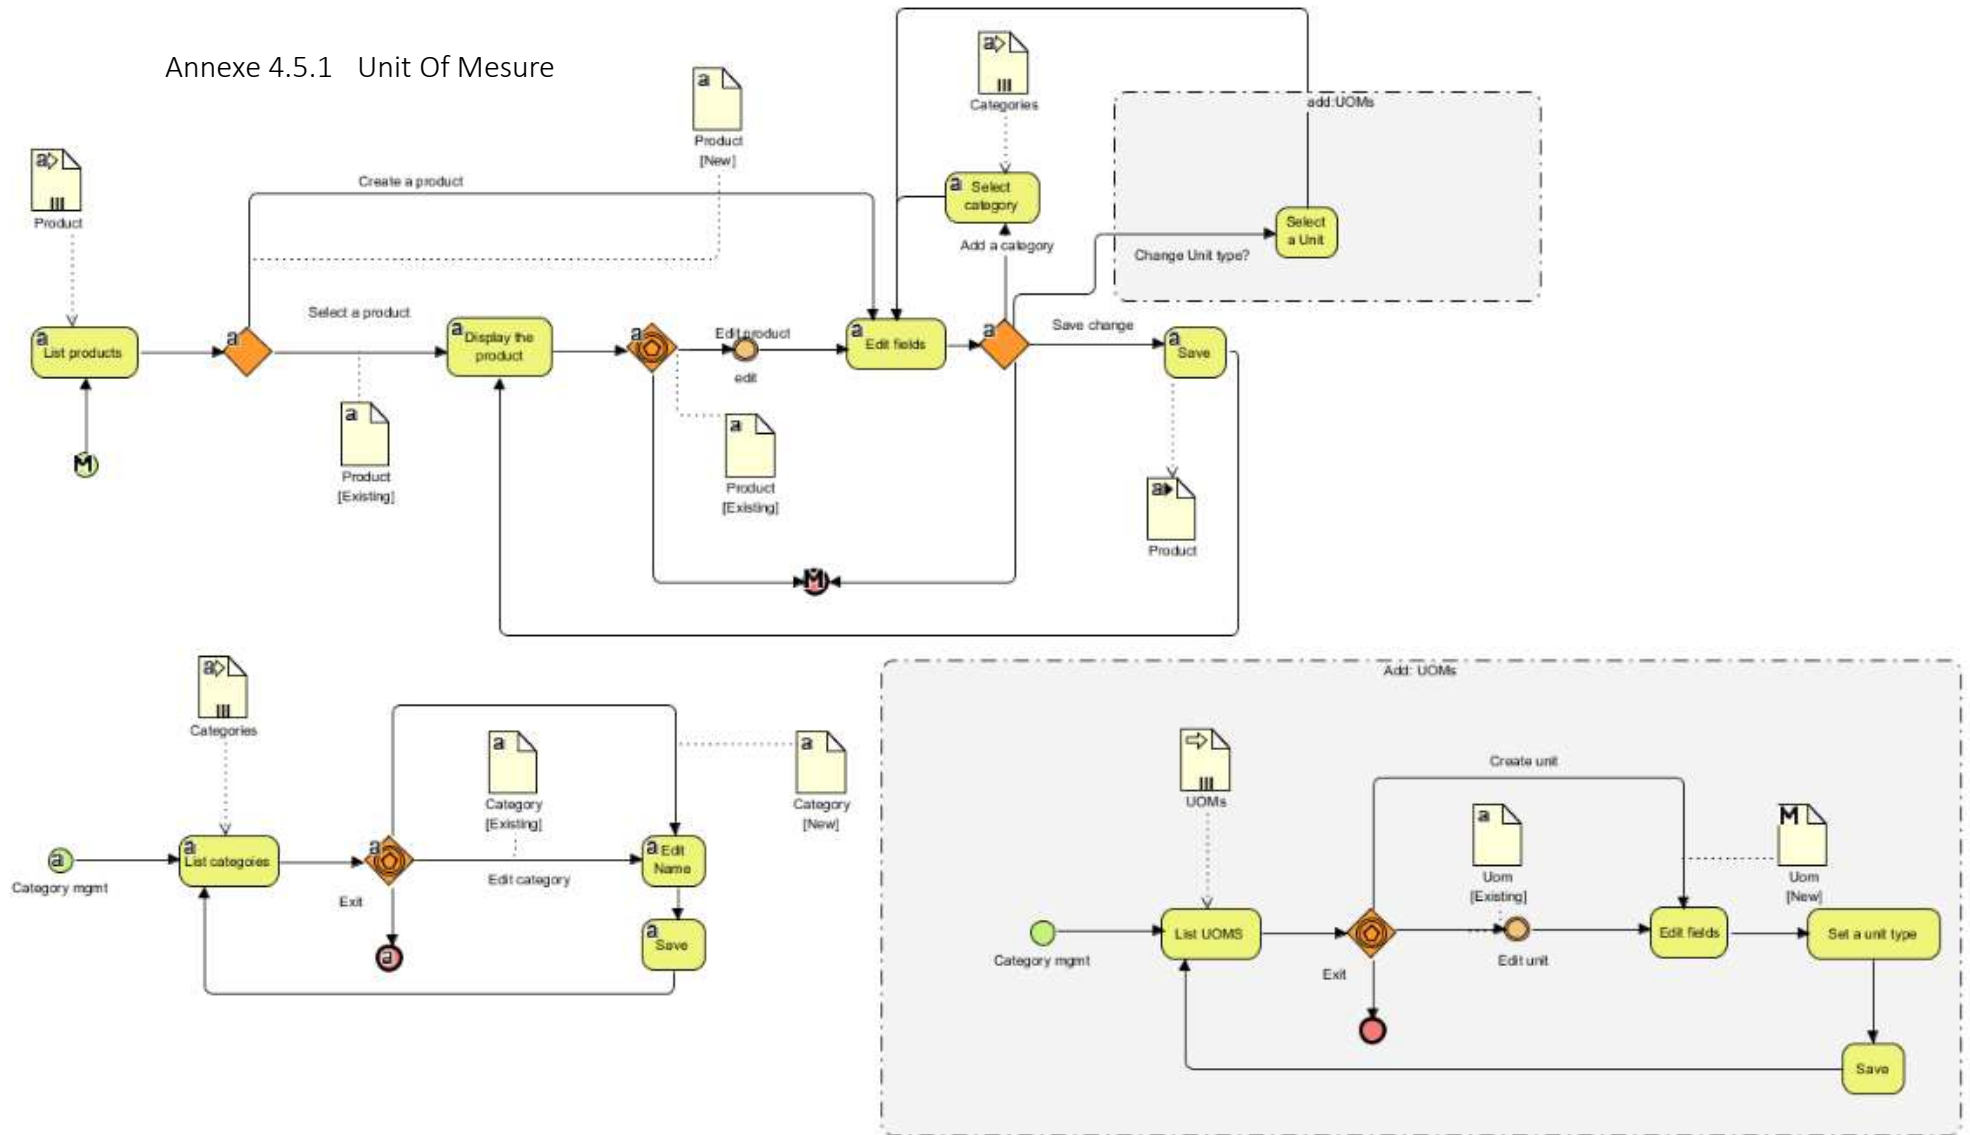 Annexe 4.5.1 Unit Of Mesure
a
Categories
a
Product
[New]
add:UOMs
a
Product
Create a product
a
Select
category
Add a category
Select
a Unit
Change Unit type?
a
List products
a
Select a product
a
Display the
product
a
Edit product
edit
a
Edit fields
a
Save change
a
Save
M
a
Product
[Existing]
a
Product
[Existing]
a
Product
M
a
Categories
a
Category
[Existing]
a
Category
[New]
a
Category mgmt
a
List categoies
a
Exit
Edit category
a
Edit
Name
a
Save
a
Add: UOMs
UOMs
Create unit
a
Uom
[Existing]
M
Uom
[New]
Category mgmt
List UOMS
Exit
Edit unit
Edit fields
Set a unit type
Save